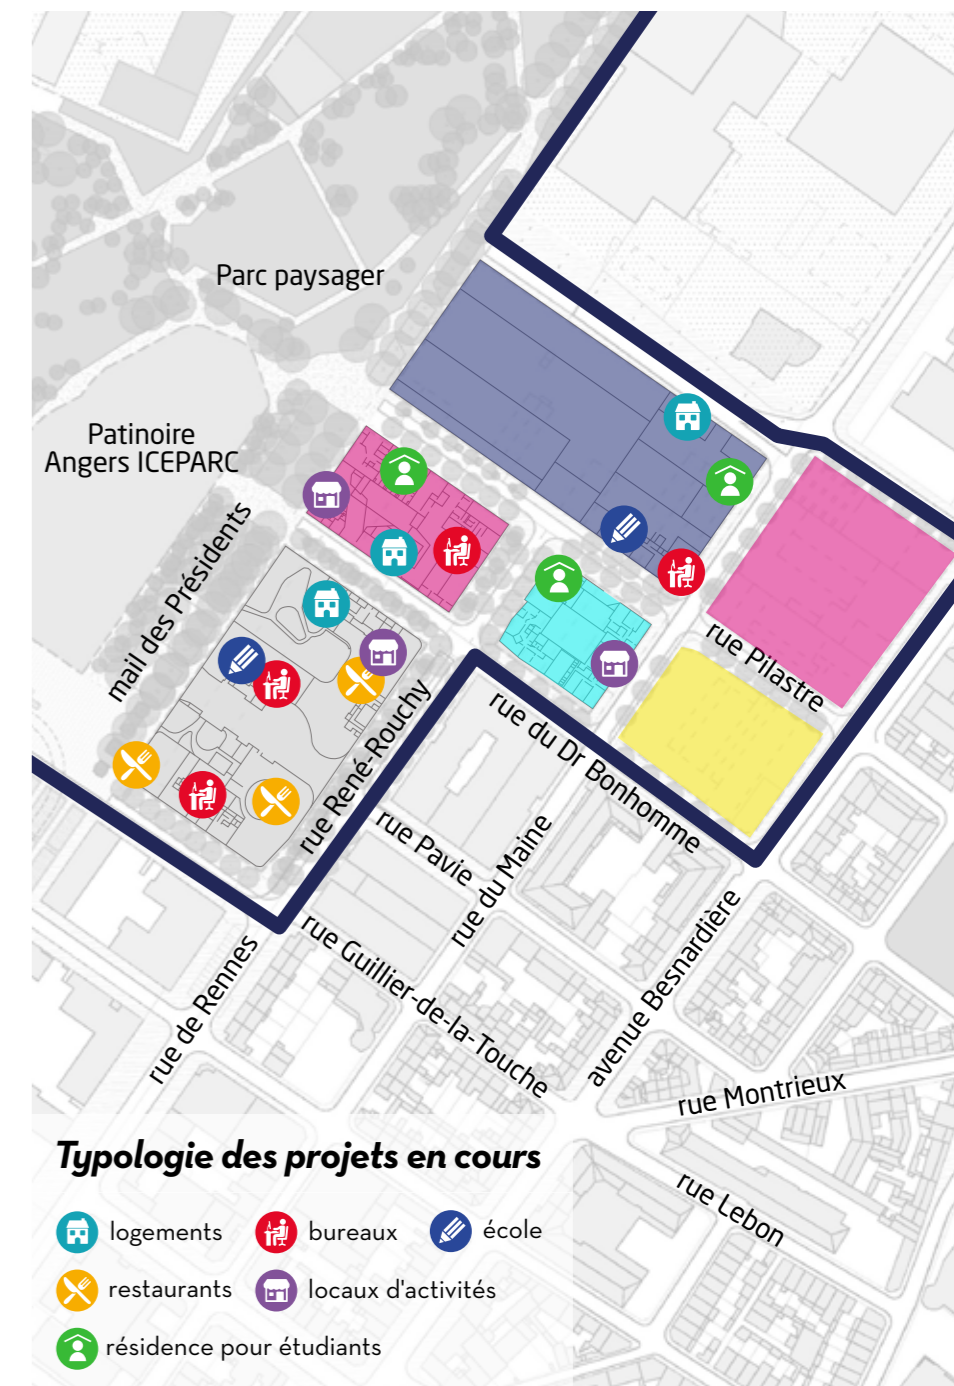 Parc paysager
Patinoire
Angers ICEPARC
mail des Présidents
rue René-Rouchy
rue Pilastre
rue du Dr Bonhomme
rue Pavie
rue du Maine
rue Guillier-de-la-Touche
rue de Rennes
avenue Besnardière
rue Montrieux
rue Lebon
Typologie des projets en cours
logements
bureaux
école
restaurants
locaux d'activités
résidence pour étudiants